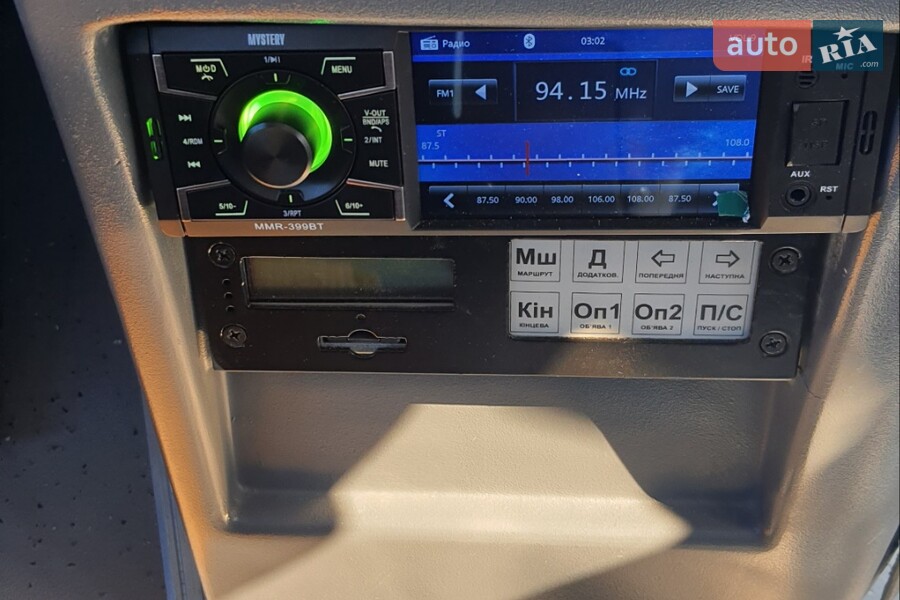 MYSTERY
M⏻D
1/▶||
MENU
V-OUT
BND/APS
4/RDM
2/INT
MUTE
5/10-
3/RPT
6/10+
MMR-399BT
Радио
03:02
FM1
94.15 MHz
SAVE
ST
87.5
108.0
87.50 90.00 98.00 106.00 108.00 87.50
IR
MIC
AUX
RST
auto RIA .com
Мш
МАРШРУТ
Д
ДОДАТКОВ.
ПОПЕРЕДНЯ
НАСТУПНА
Кін
КІНЦЕВА
Оп1
ОБ'ЯВА 1
Оп2
ОБ'ЯВА 2
П/С
ПУСК / СТОП